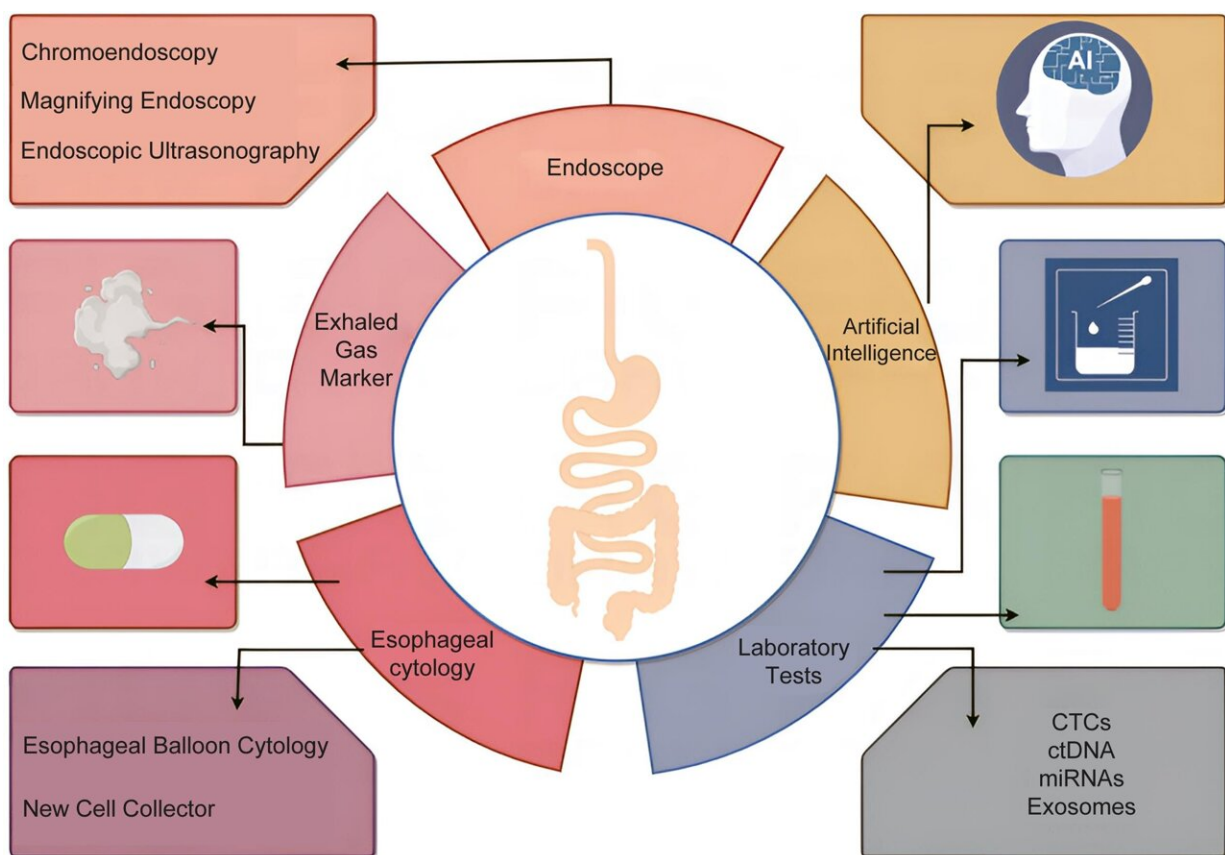 Chromoendoscopy
Magnifying Endoscopy
Endoscopic Ultrasonography
Endoscope
AI
Exhaled
Gas
Marker
Artificial
Intelligence
Esophageal
cytology
Laboratory
Tests
Esophageal Balloon Cytology
New Cell Collector
CTCs
ctDNA
miRNAs
Exosomes